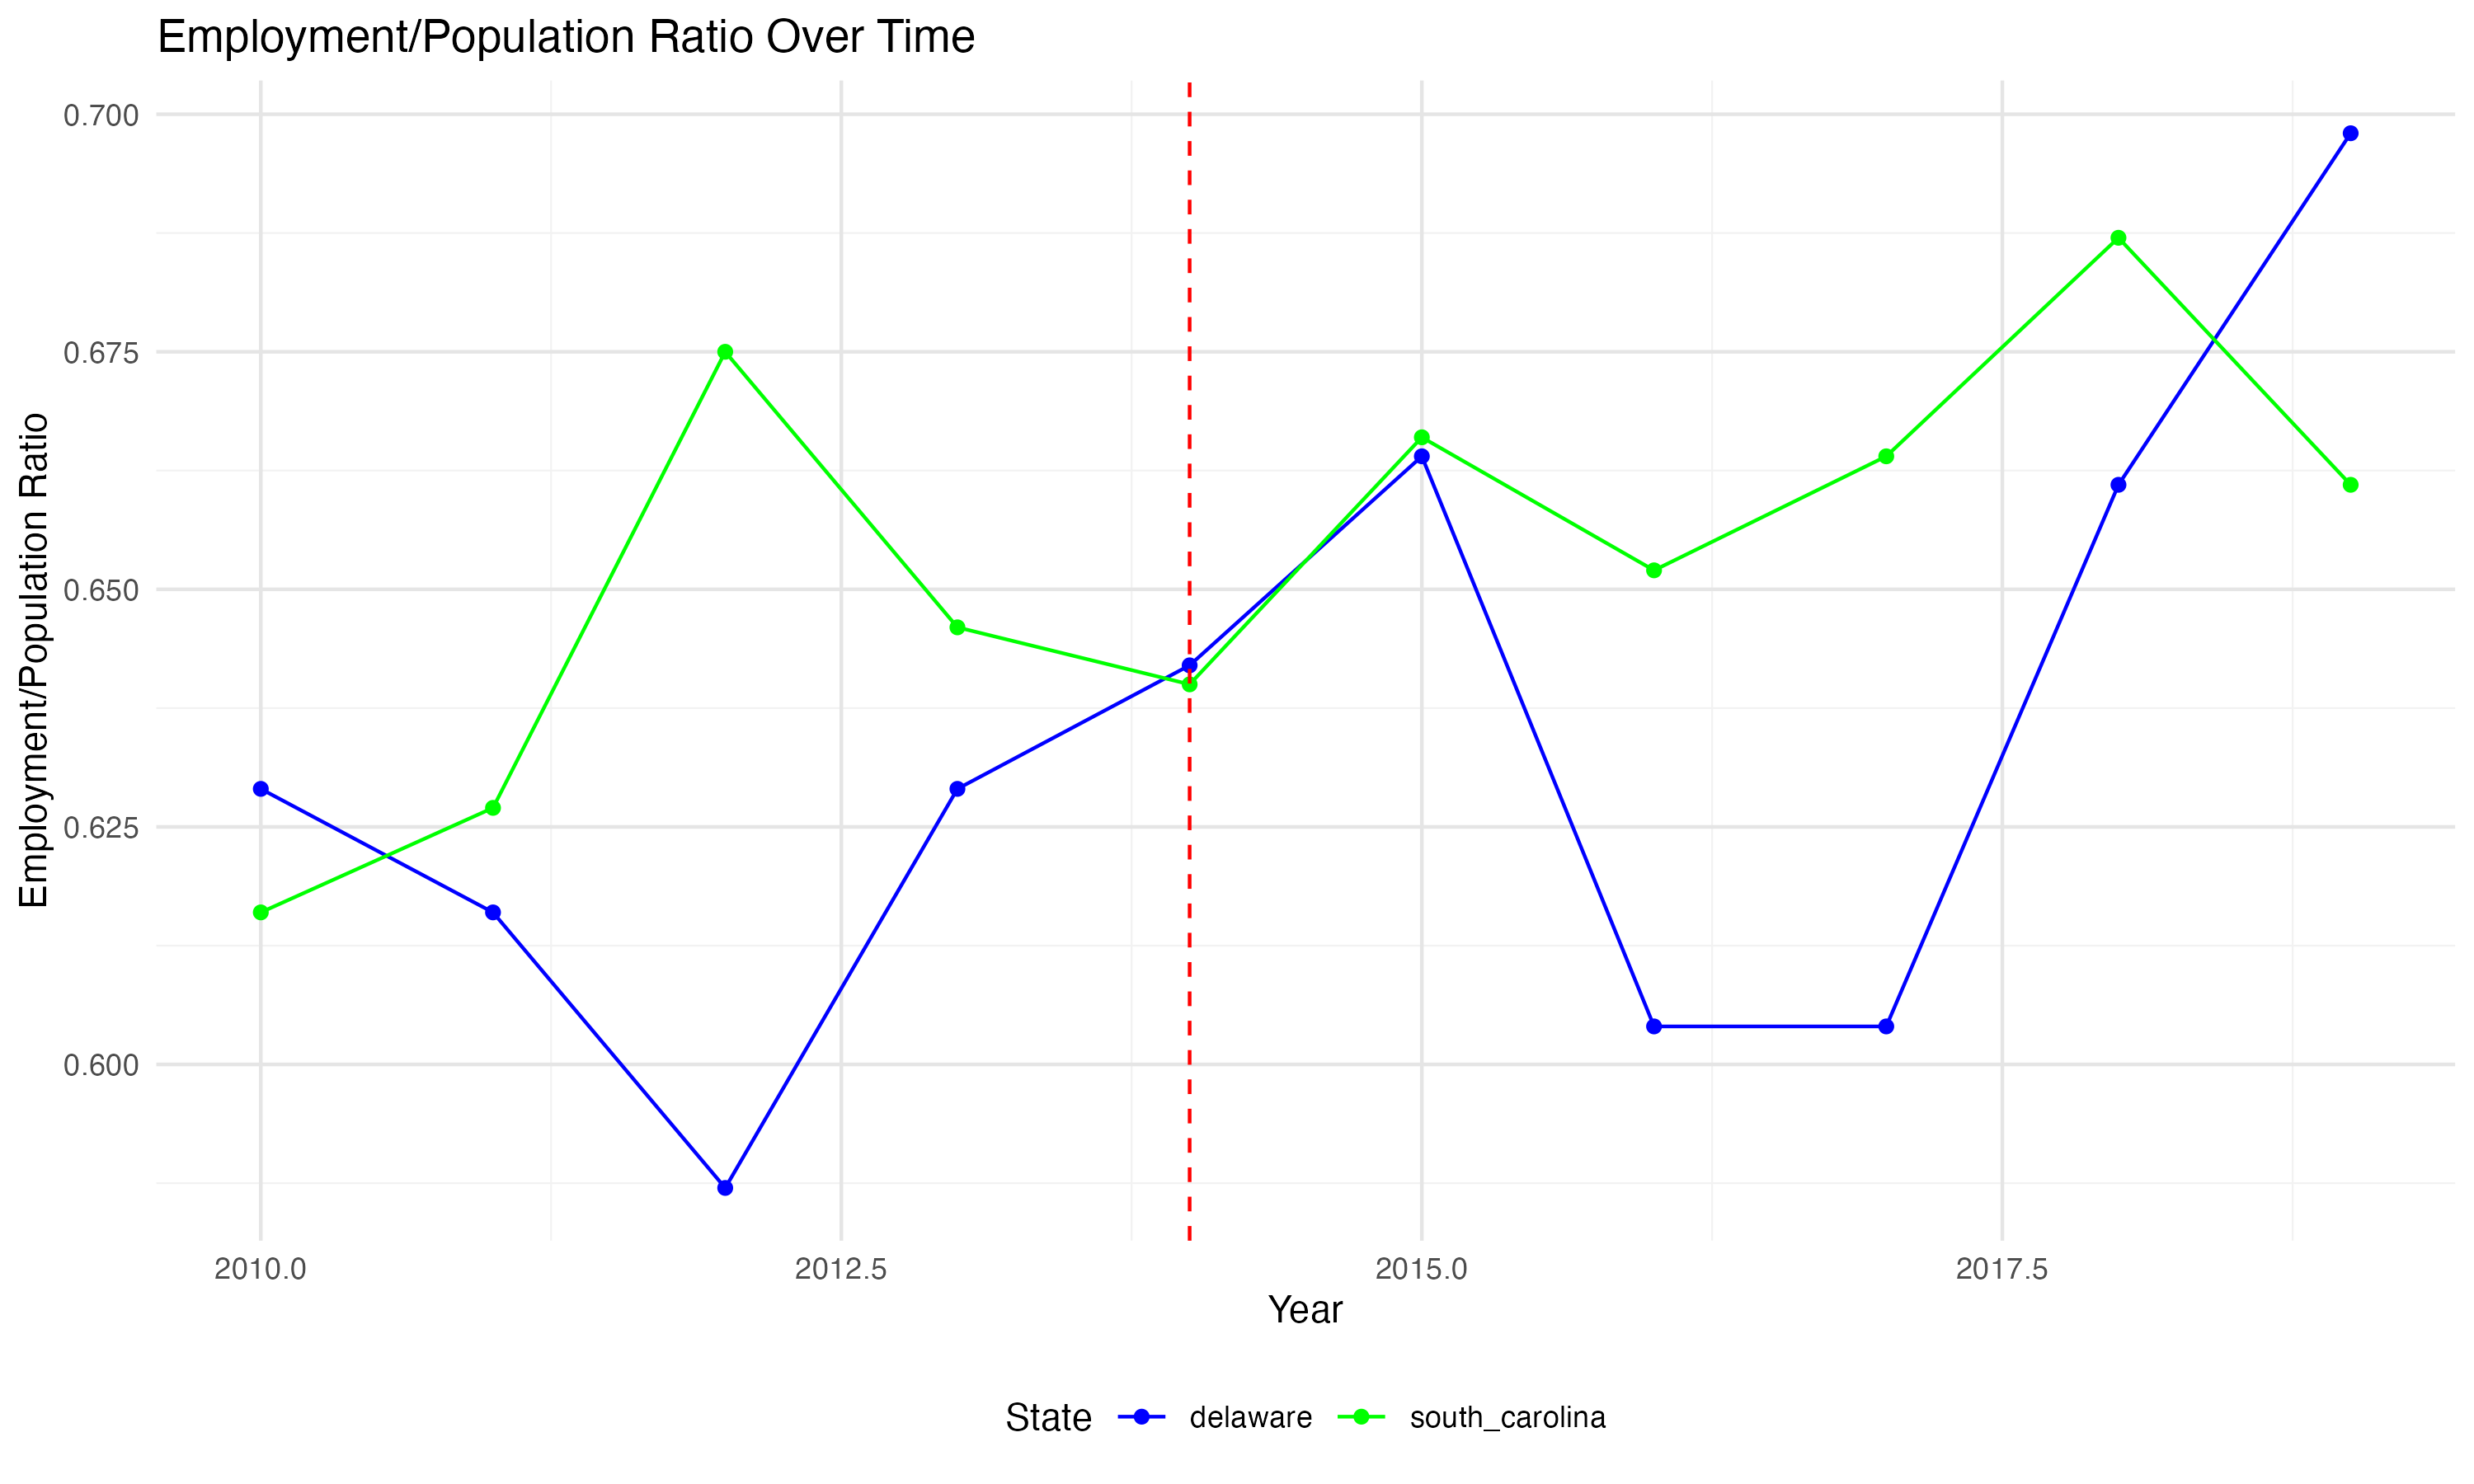 Employment/Population Ratio Over Time
Employment/Population Ratio
0.700
0.675
0.650
0.625
0.600
2010.0 2012.5 2015.0 2017.5
Year
State delaware south_carolina